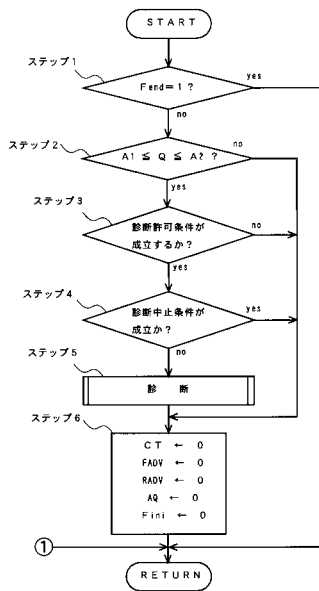 START
ステップ1
Fend=1?
yes
no
ステップ2
A1 ≦ Q ≦ A2 ?
no
yes
ステップ3
診断許可条件が
成立するか?
no
yes
ステップ4
診断中止条件が
成立か?
yes
no
ステップ5
診 断
ステップ6
CT ← 0
FADV ← 0
RADV ← 0
AQ ← 0
Fini ← 0
①
RETURN